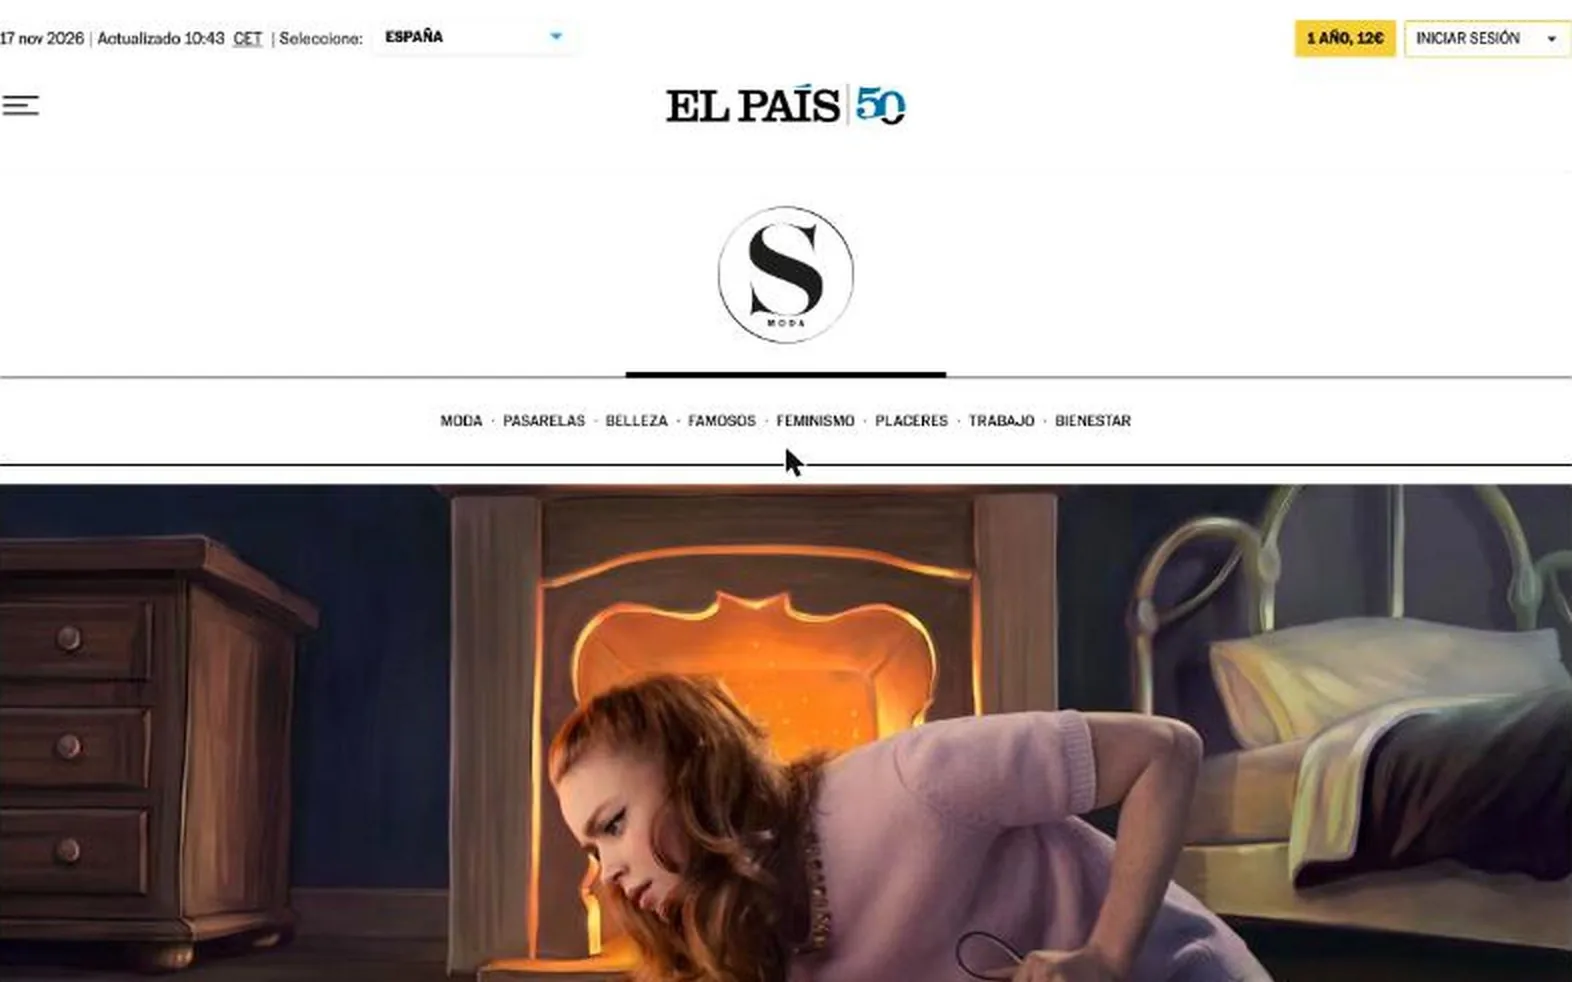 17 nov 2026 | Actualizado 10:43 CET | Seleccione: ESPAÑA 1 AÑO, 12€ INICIAR SESIÓN
EL PAÍS | 50
S
MODA
MODA · PASARELAS · BELLEZA · FAMOSOS · FEMINISMO · PLACERES · TRABAJO · BIENESTAR